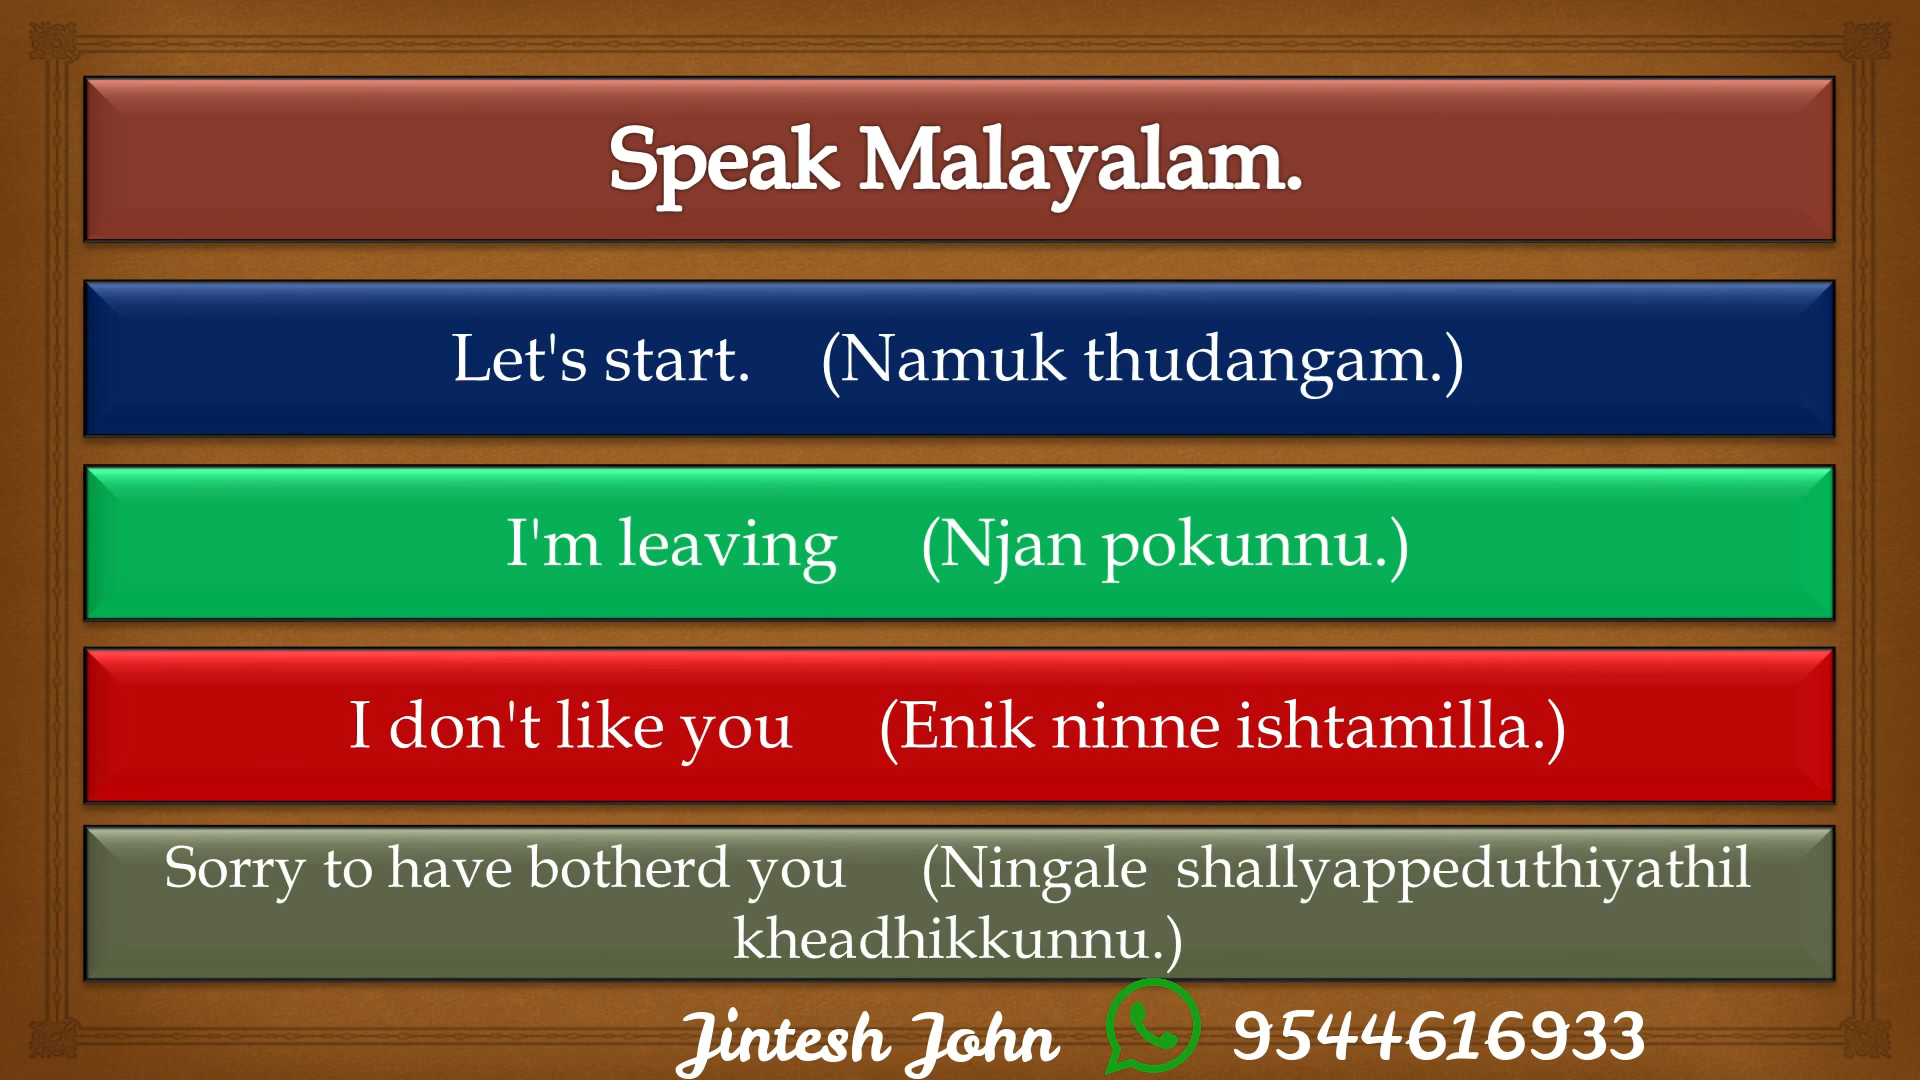 Speak Malayalam.
Let's start. (Namuk thudangam.)
I'm leaving (Njan pokunnu.)
I don't like you (Enik ninne ishtamilla.)
Sorry to have botherd you (Ningale shallyappeduthiyathil
kheadhikkunnu.)
Jintesh John 9544616933